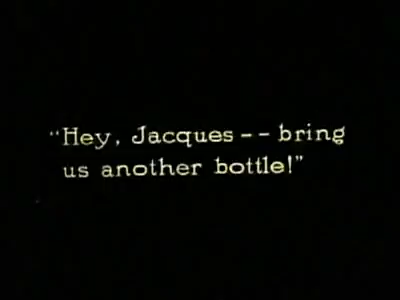 “Hey, Jacques -- bring
us another bottle!”